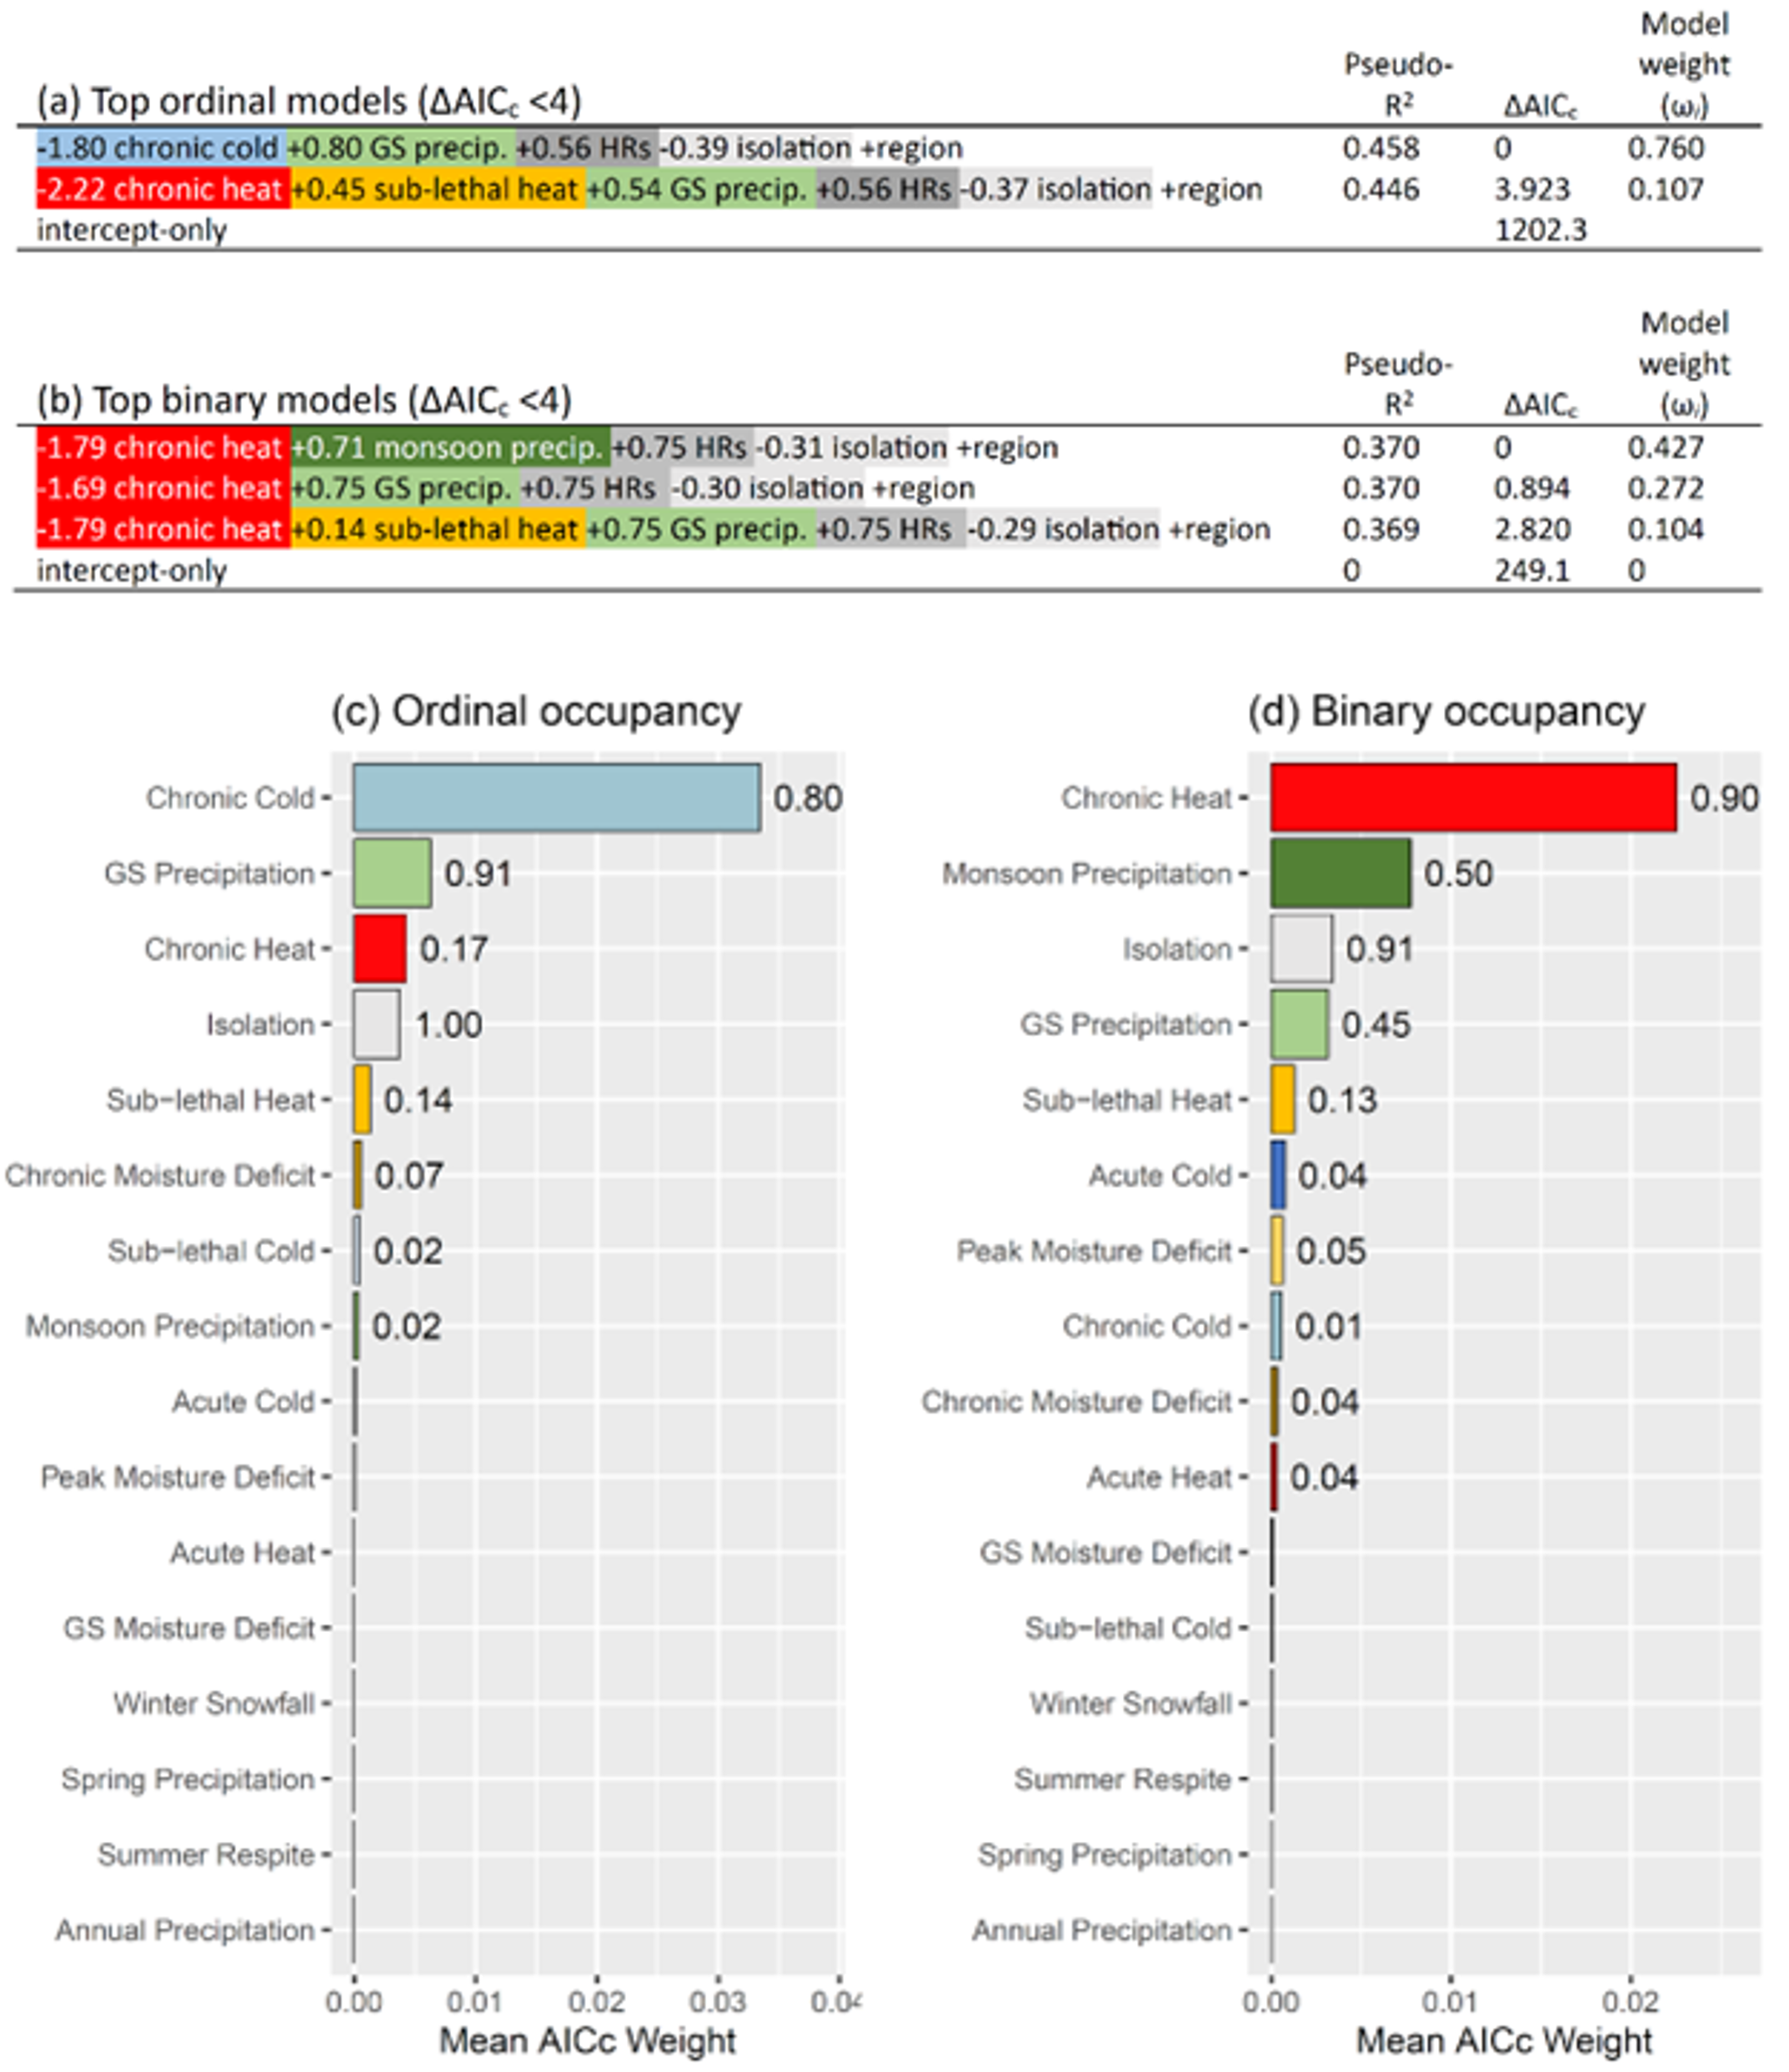 Model
Pseudo- weight
(a) Top ordinal models (ΔAICc <4) R² ΔAICc (ωi)
-1.80 chronic cold +0.80 GS precip. +0.56 HRs -0.39 isolation +region 0.458 0 0.760
-2.22 chronic heat +0.45 sub-lethal heat +0.54 GS precip. +0.56 HRs -0.37 isolation +region 0.446 3.923 0.107
intercept-only 1202.3
Model
Pseudo- weight
(b) Top binary models (ΔAICc <4) R² ΔAICc (ωi)
-1.79 chronic heat +0.71 monsoon precip. +0.75 HRs -0.31 isolation +region 0.370 0 0.427
-1.69 chronic heat +0.75 GS precip. +0.75 HRs -0.30 isolation +region 0.370 0.894 0.272
-1.79 chronic heat +0.14 sub-lethal heat +0.75 GS precip. +0.75 HRs -0.29 isolation +region 0.369 2.820 0.104
intercept-only 0 249.1 0
(c) Ordinal occupancy
Chronic Cold 0.80
GS Precipitation 0.91
Chronic Heat 0.17
Isolation 1.00
Sub-lethal Heat 0.14
Chronic Moisture Deficit 0.07
Sub-lethal Cold 0.02
Monsoon Precipitation 0.02
Acute Cold
Peak Moisture Deficit
Acute Heat
GS Moisture Deficit
Winter Snowfall
Spring Precipitation
Summer Respite
Annual Precipitation
0.00 0.01 0.02 0.03 0.04
Mean AICc Weight
(d) Binary occupancy
Chronic Heat 0.90
Monsoon Precipitation 0.50
Isolation 0.91
GS Precipitation 0.45
Sub-lethal Heat 0.13
Acute Cold 0.04
Peak Moisture Deficit 0.05
Chronic Cold 0.01
Chronic Moisture Deficit 0.04
Acute Heat 0.04
GS Moisture Deficit
Sub-lethal Cold
Winter Snowfall
Summer Respite
Spring Precipitation
Annual Precipitation
0.00 0.01 0.02
Mean AICc Weight